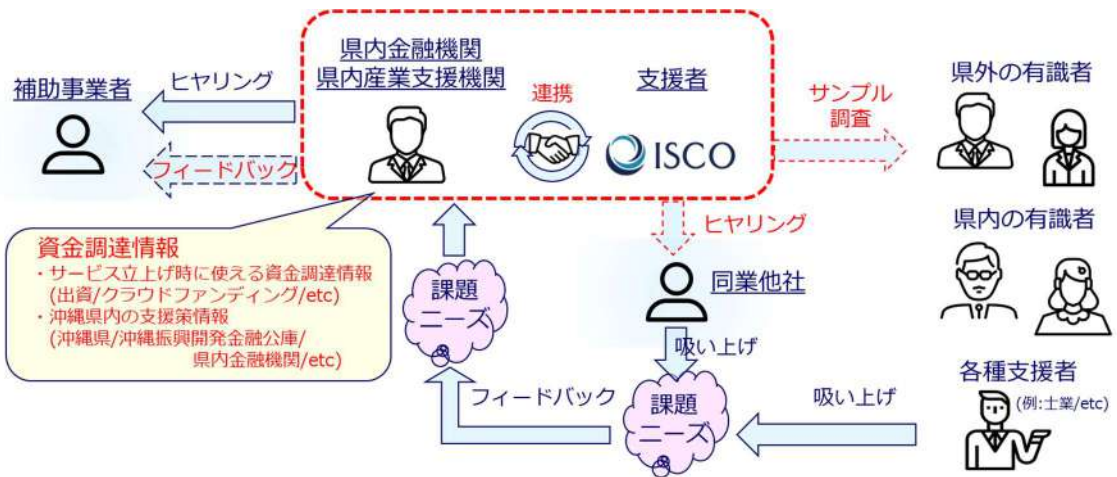 県内金融機関
県内産業支援機関
支援者
連携
ISCO
補助事業者
ヒヤリング
フィードバック
サンプル
調査
県外の有識者
資金調達情報
・サービス立上げ時に使える資金調達情報
(出資/クラウドファンディング/etc)
・沖縄県内の支援策情報
(沖縄県/沖縄振興開発金融公庫/
県内金融機関/etc)
ヒヤリング
県内の有識者
課題
ニーズ
同業他社
吸い上げ
フィードバック
課題
ニーズ
吸い上げ
各種支援者
(例:士業/etc)